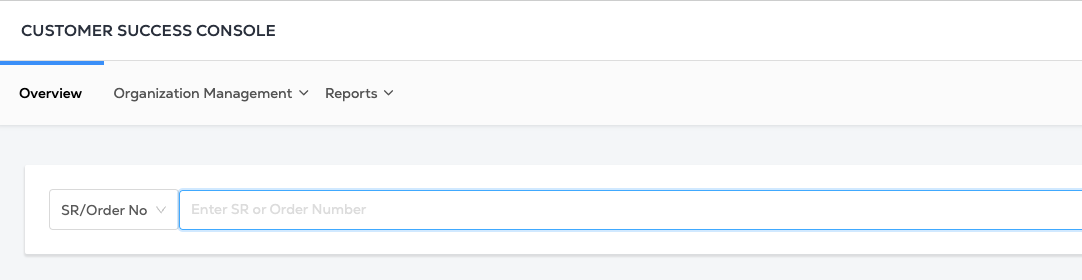 CUSTOMER SUCCESS CONSOLE
Overview Organization Management Reports
SR/Order No Enter SR or Order Number